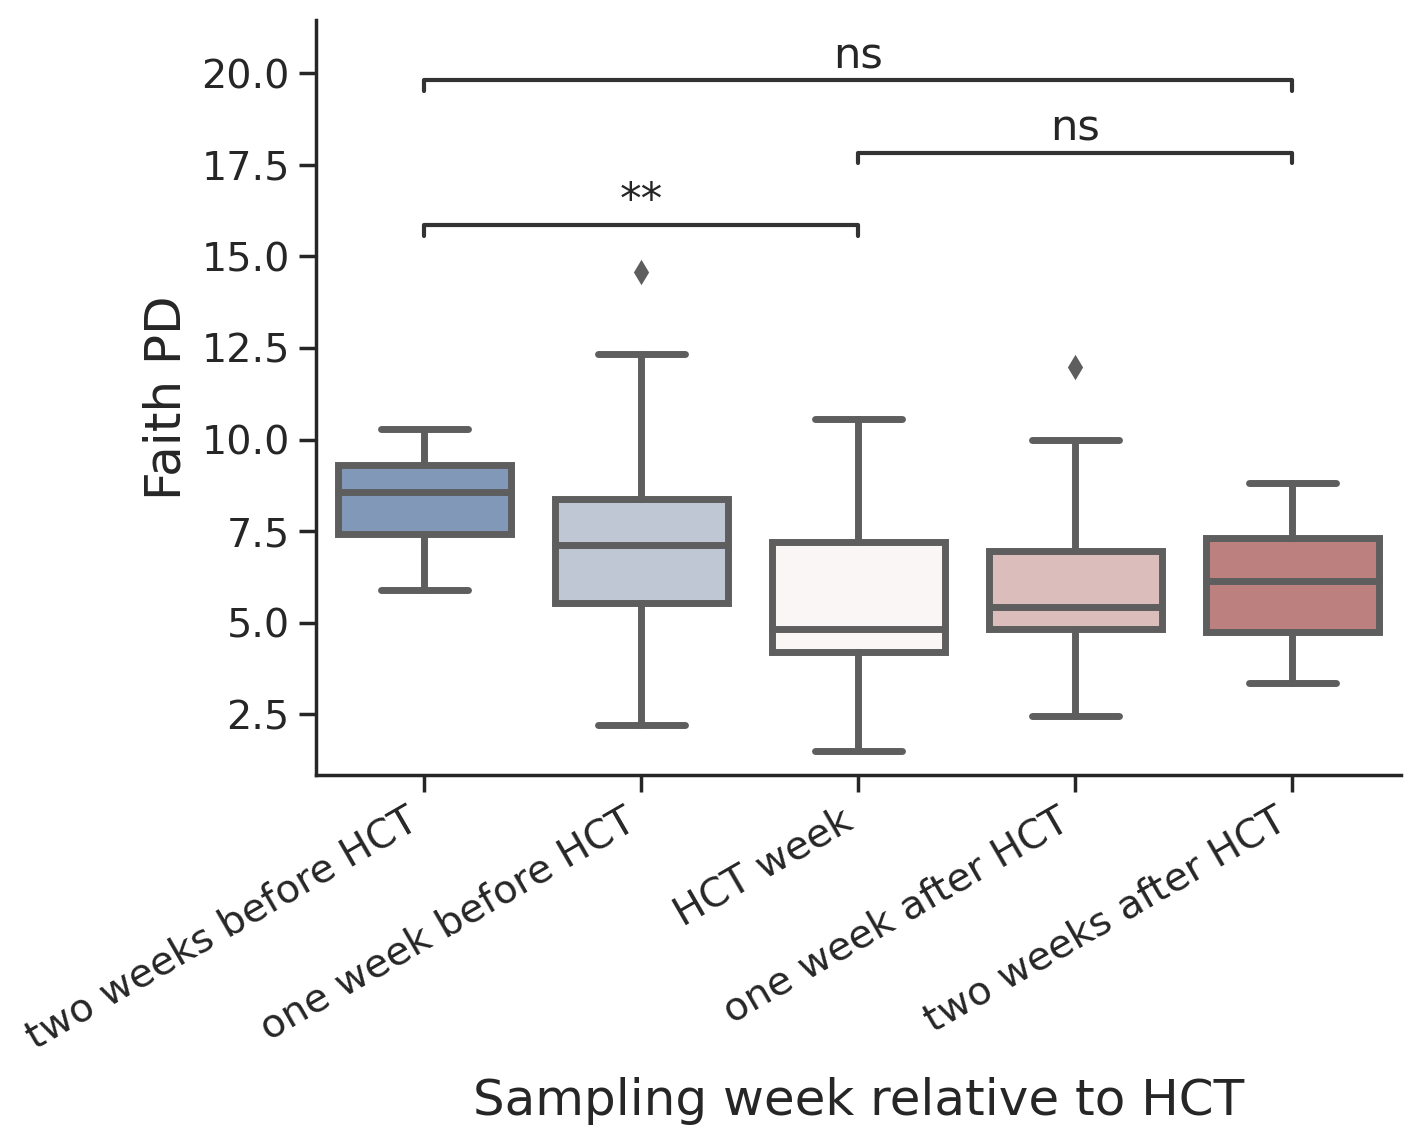 ns
ns
**
20.0
17.5
15.0
12.5
10.0
7.5
5.0
2.5
Faith PD
two weeks before HCT
one week before HCT
HCT week
one week after HCT
two weeks after HCT
Sampling week relative to HCT